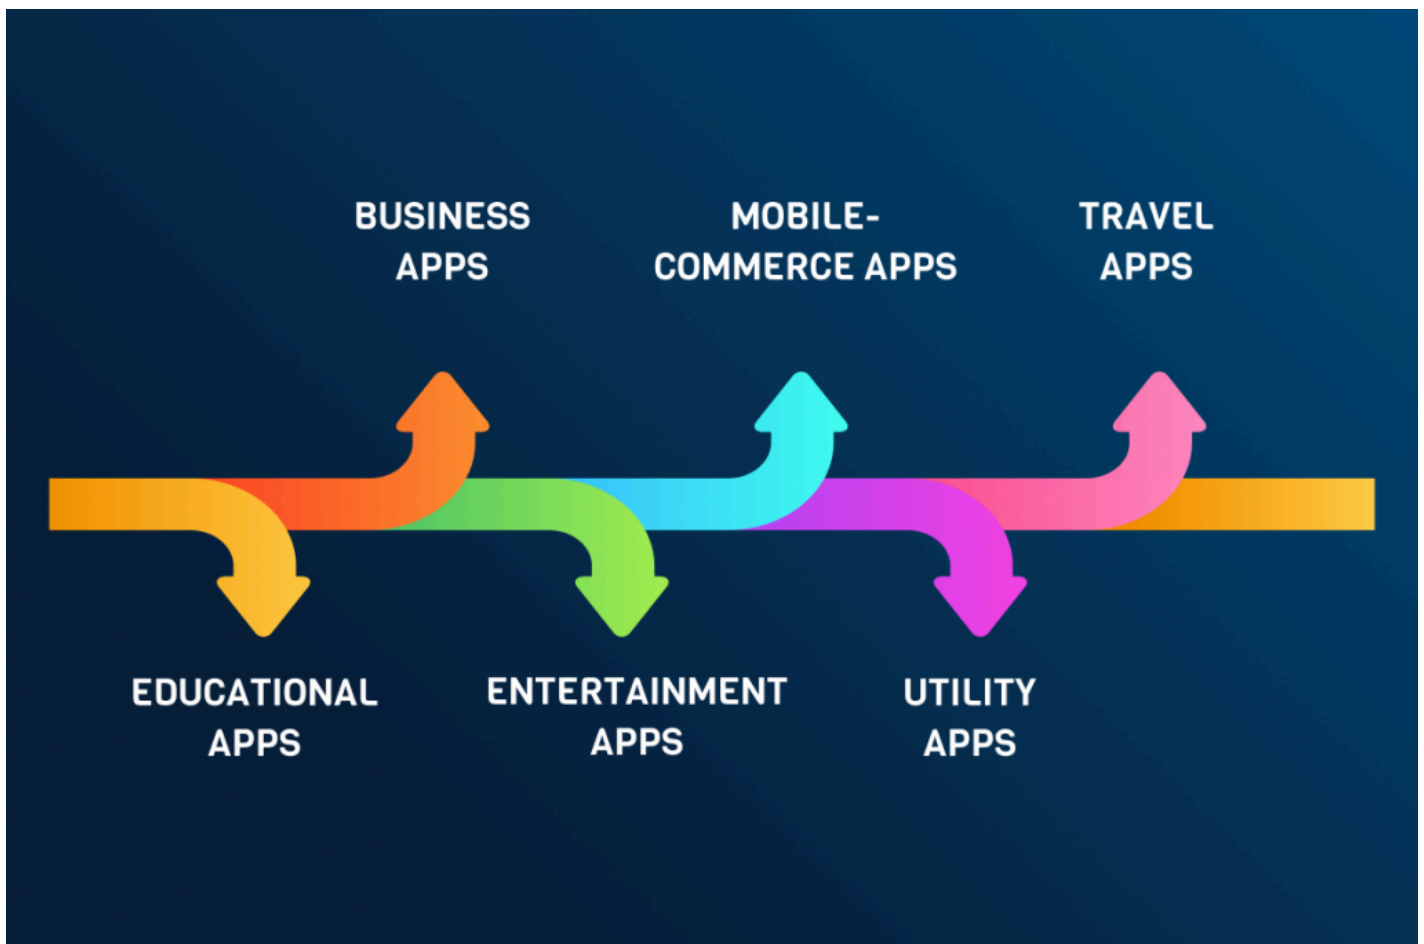 BUSINESS
APPS
MOBILE-
COMMERCE APPS
TRAVEL
APPS
EDUCATIONAL
APPS
ENTERTAINMENT
APPS
UTILITY
APPS